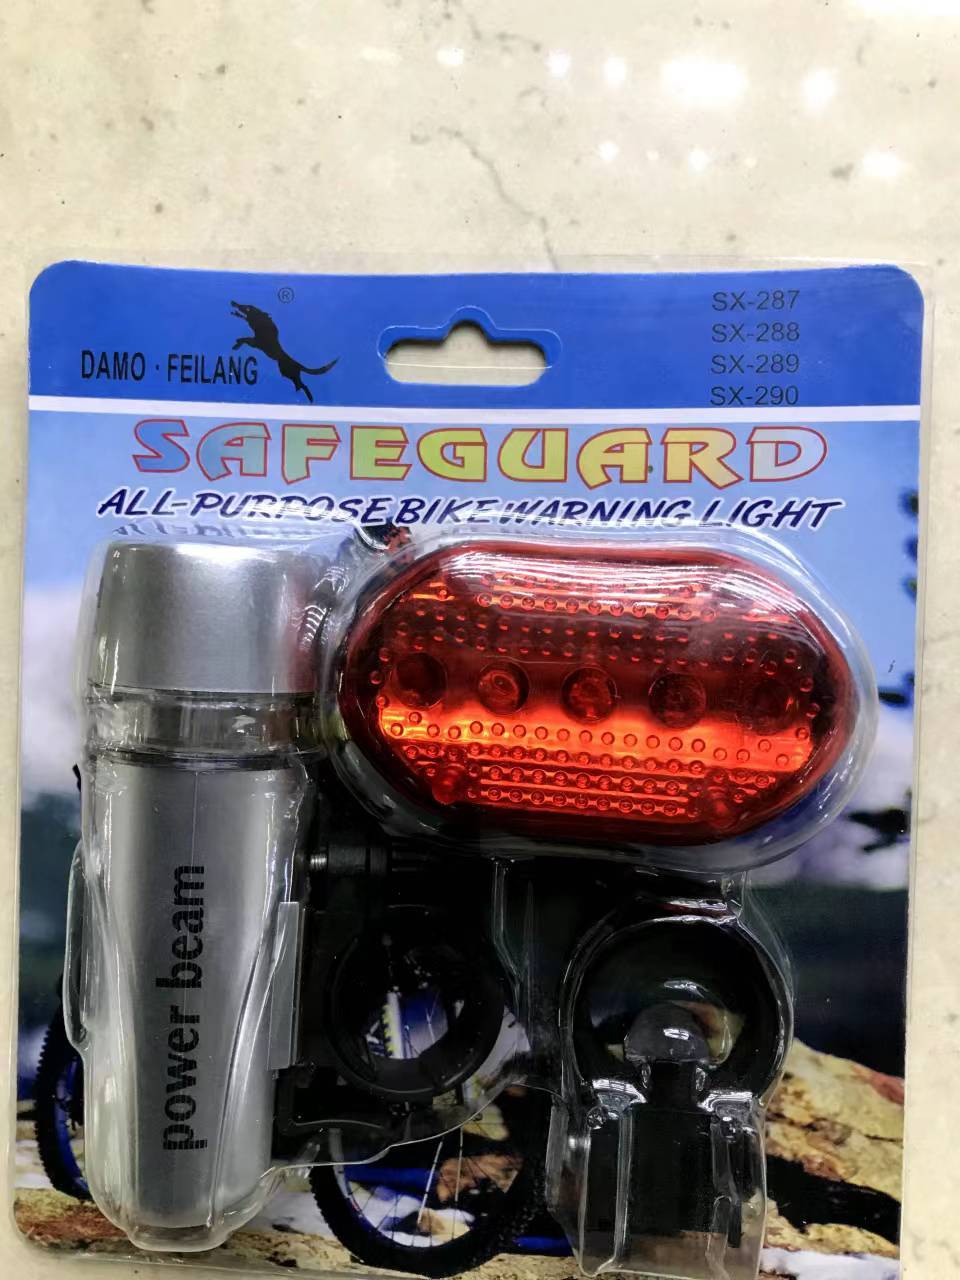 ®
DAMO · FEILANG
SX-287
SX-288
SX-289
SX-290
SAFEGUARD
ALL-PURPOSE BIKE WARNING LIGHT
power beam